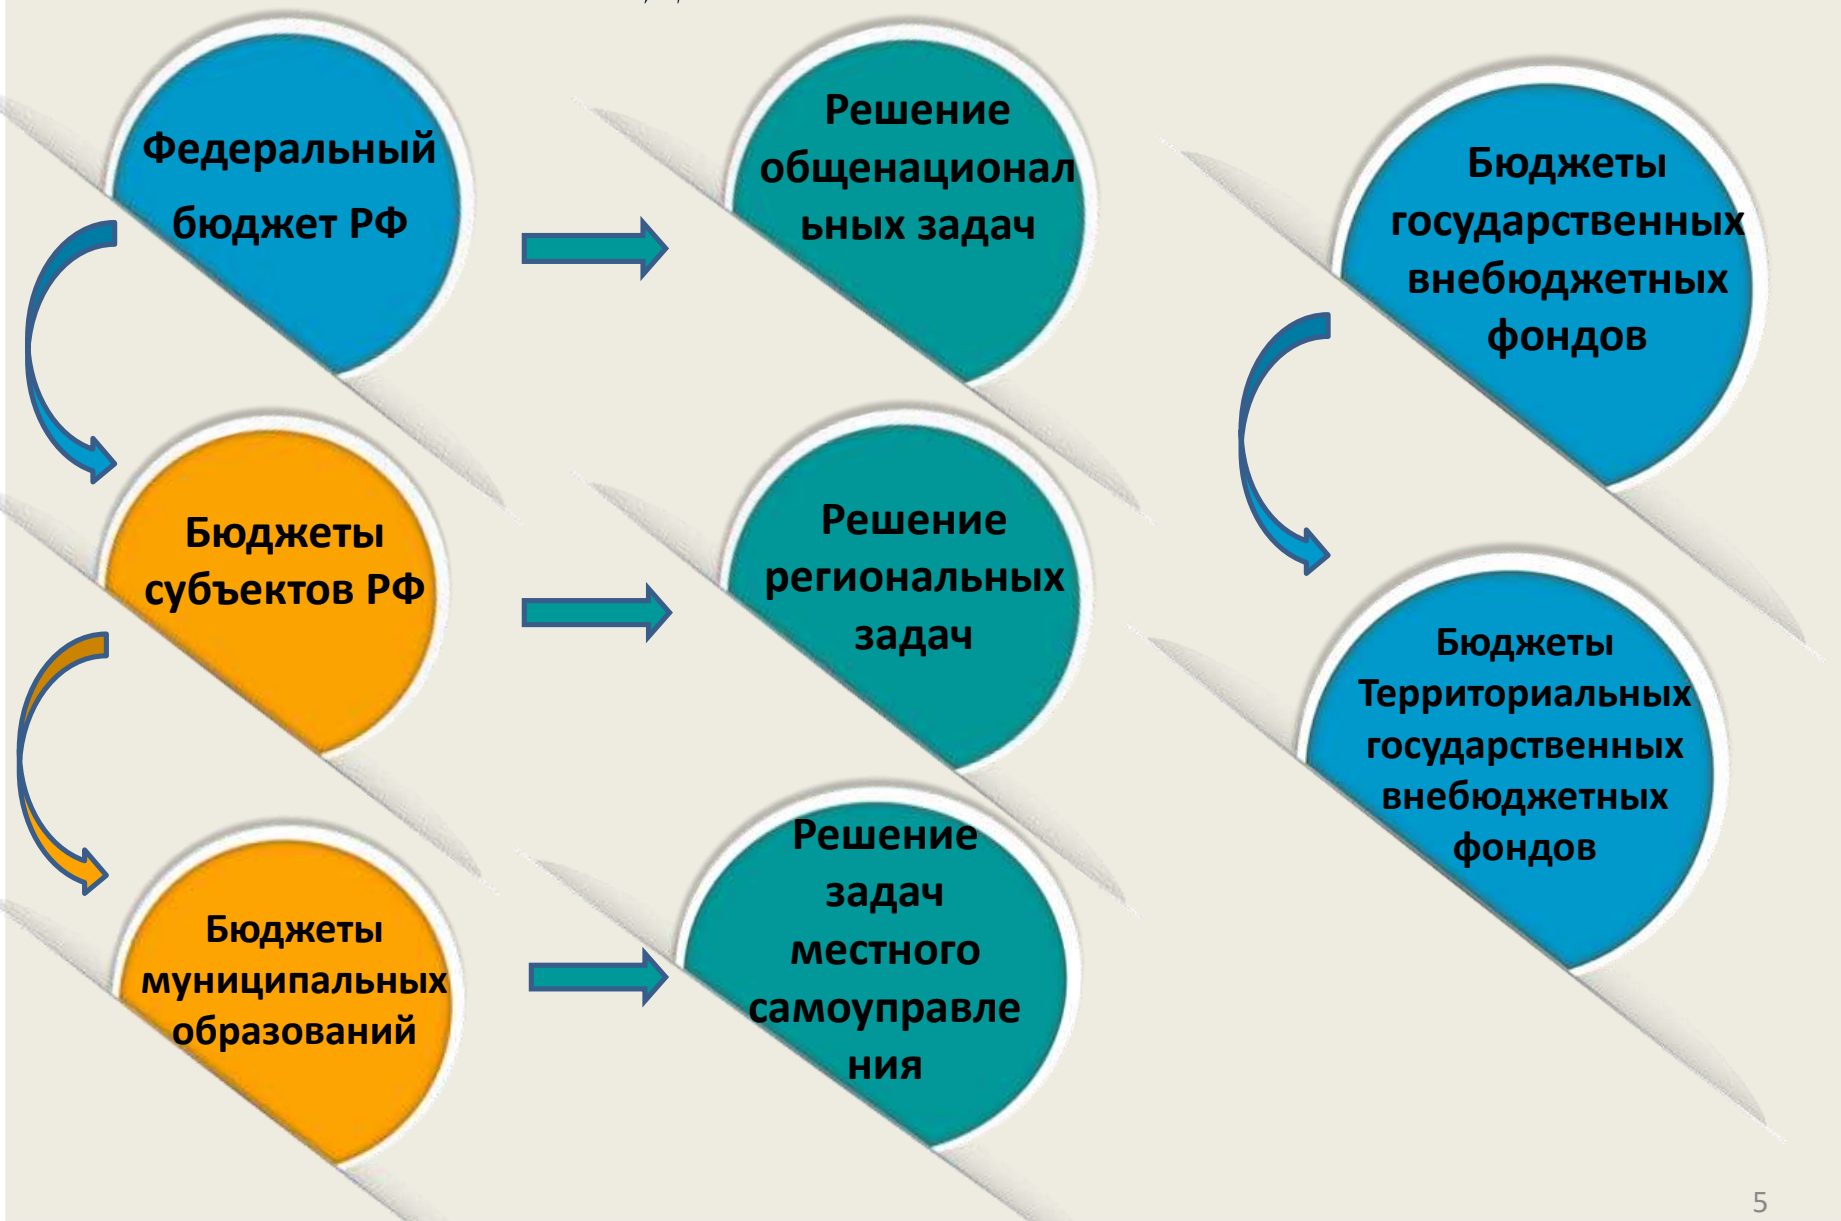 Федеральный
бюджет РФ
Решение
общенационал
ьных задач
Бюджеты
государственных
внебюджетных
фондов
Бюджеты
субъектов РФ
Решение
региональных
задач
Бюджеты
Территориальных
государственных
внебюджетных
фондов
Бюджеты
муниципальных
образований
Решение
задач
местного
самоуправле
ния
5